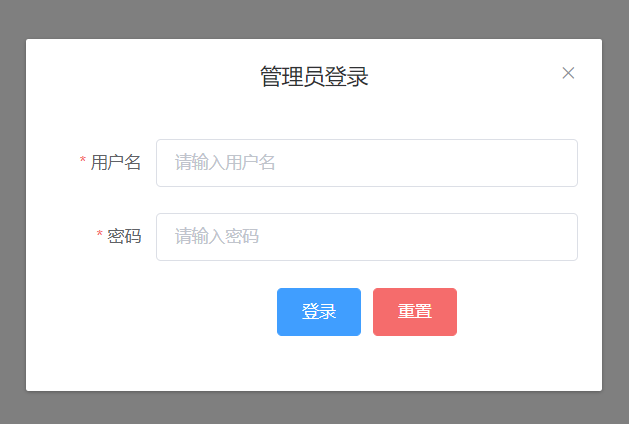 管理员登录
* 用户名
请输入用户名
* 密码
请输入密码
登录 重置